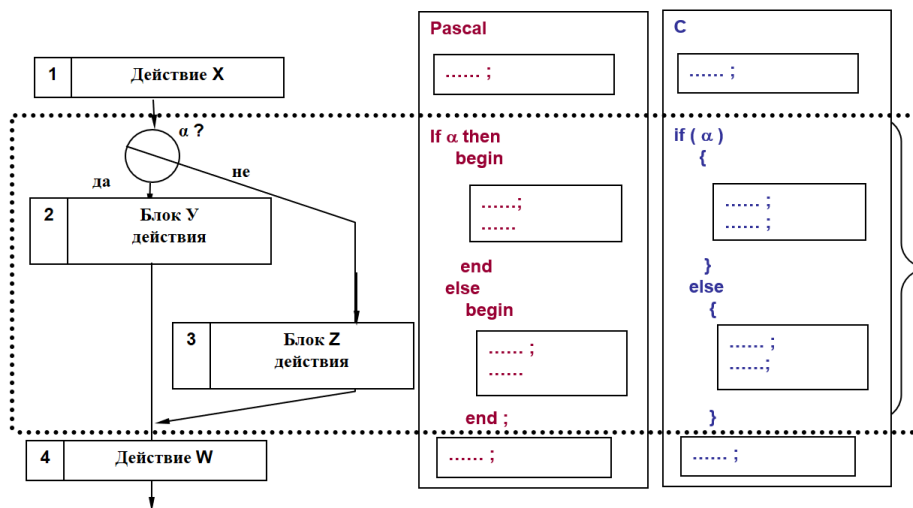 1 Действие X
α ?
да
не
2 Блок У
действия
3 Блок Z
действия
4 Действие W
Pascal
...... ;
If α then
begin
......;
......
end
else
begin
...... ;
......
end ;
...... ;
C
...... ;
if ( α )
{
...... ;
...... ;
}
else
{
...... ;
......;
}
...... ;